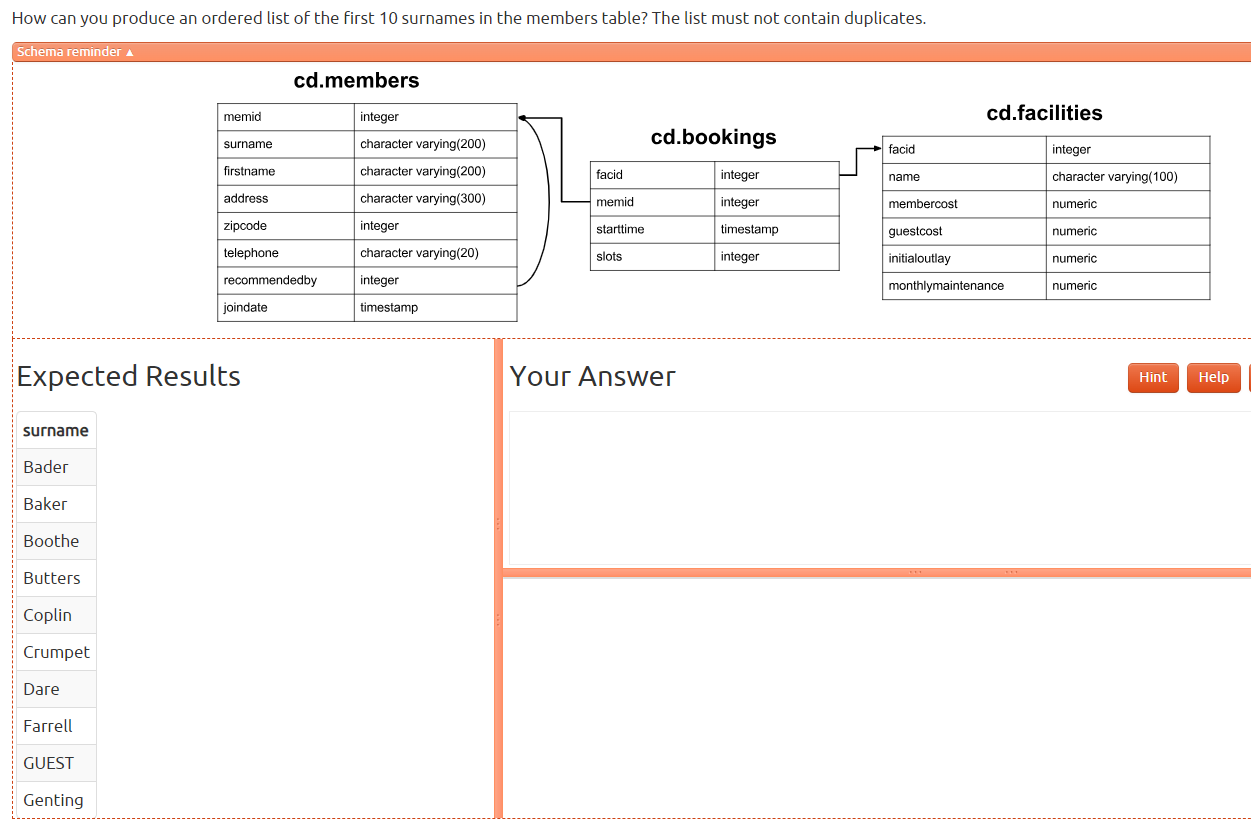 How can you produce an ordered list of the first 10 surnames in the members table? The list must not contain duplicates.
Schema reminder ▲
cd.members
memid integer
surname character varying(200)
firstname character varying(200)
address character varying(300)
zipcode integer
telephone character varying(20)
recommendedby integer
joindate timestamp
cd.bookings
facid integer
memid integer
starttime timestamp
slots integer
cd.facilities
facid integer
name character varying(100)
membercost numeric
guestcost numeric
initialoutlay numeric
monthlymaintenance numeric
Expected Results
surname
Bader
Baker
Boothe
Butters
Coplin
Crumpet
Dare
Farrell
GUEST
Genting
Your Answer
Hint Help